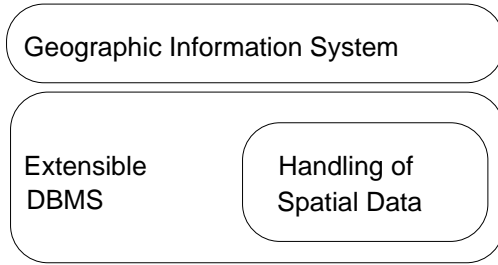 Geographic Information System
Extensible
DBMS
Handling of
Spatial Data